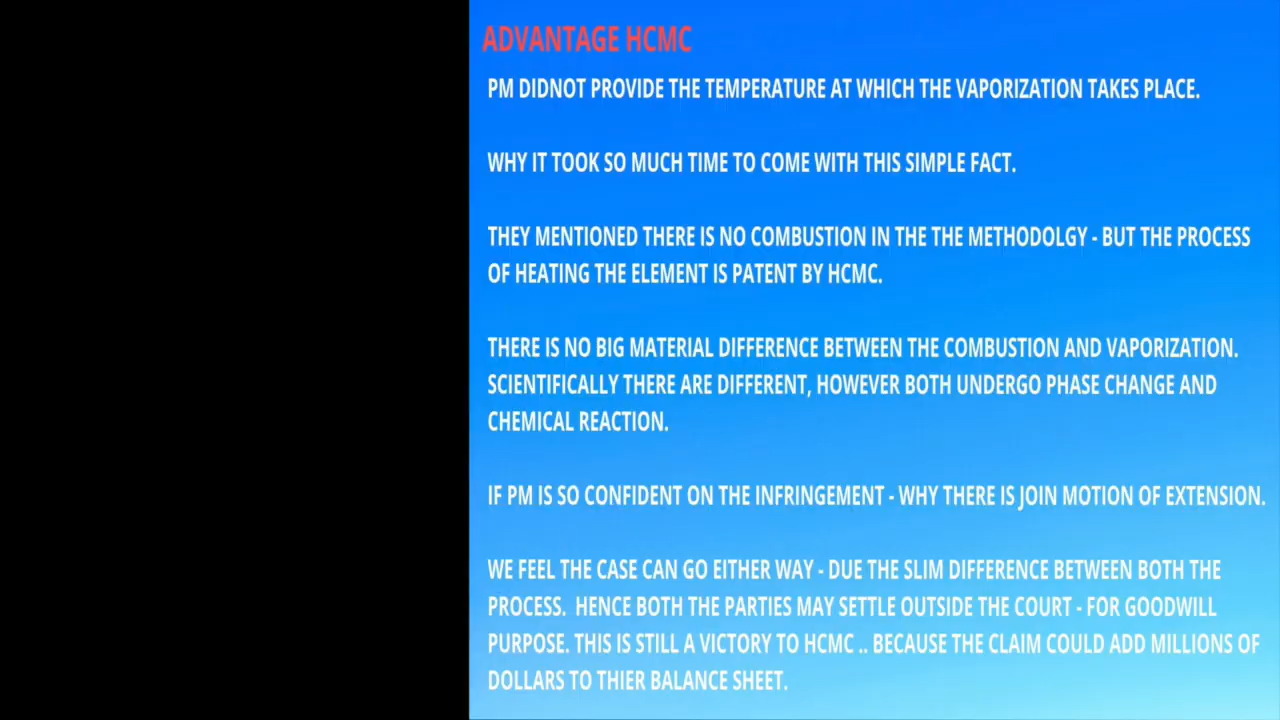 ADVANTAGE HCMC
PM DIDNOT PROVIDE THE TEMPERATURE AT WHICH THE VAPORIZATION TAKES PLACE.
WHY IT TOOK SO MUCH TIME TO COME WITH THIS SIMPLE FACT.
THEY MENTIONED THERE IS NO COMBUSTION IN THE THE METHODOLGY - BUT THE PROCESS
OF HEATING THE ELEMENT IS PATENT BY HCMC.
THERE IS NO BIG MATERIAL DIFFERENCE BETWEEN THE COMBUSTION AND VAPORIZATION.
SCIENTIFICALLY THERE ARE DIFFERENT, HOWEVER BOTH UNDERGO PHASE CHANGE AND
CHEMICAL REACTION.
IF PM IS SO CONFIDENT ON THE INFRINGEMENT - WHY THERE IS JOIN MOTION OF EXTENSION.
WE FEEL THE CASE CAN GO EITHER WAY - DUE THE SLIM DIFFERENCE BETWEEN BOTH THE
PROCESS.  HENCE BOTH THE PARTIES MAY SETTLE OUTSIDE THE COURT - FOR GOODWILL
PURPOSE. THIS IS STILL A VICTORY TO HCMC .. BECAUSE THE CLAIM COULD ADD MILLIONS OF
DOLLARS TO THIER BALANCE SHEET.